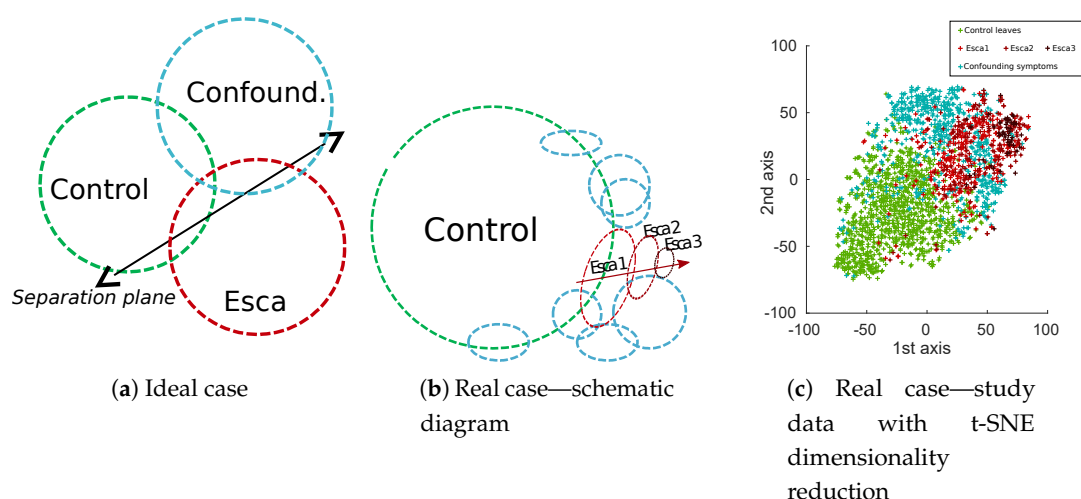 Confound.
Control
Esca
Separation plane
(a) Ideal case
Control
Esca1
Esca2
Esca3
(b) Real case—schematic
diagram
Control leaves
Esca1 Esca2 Esca3
Confounding symptoms
100
50
0
-50
-100
2nd axis
-100 -50 0 50 100
1st axis
(c) Real case—study
data with t-SNE
dimensionality
reduction